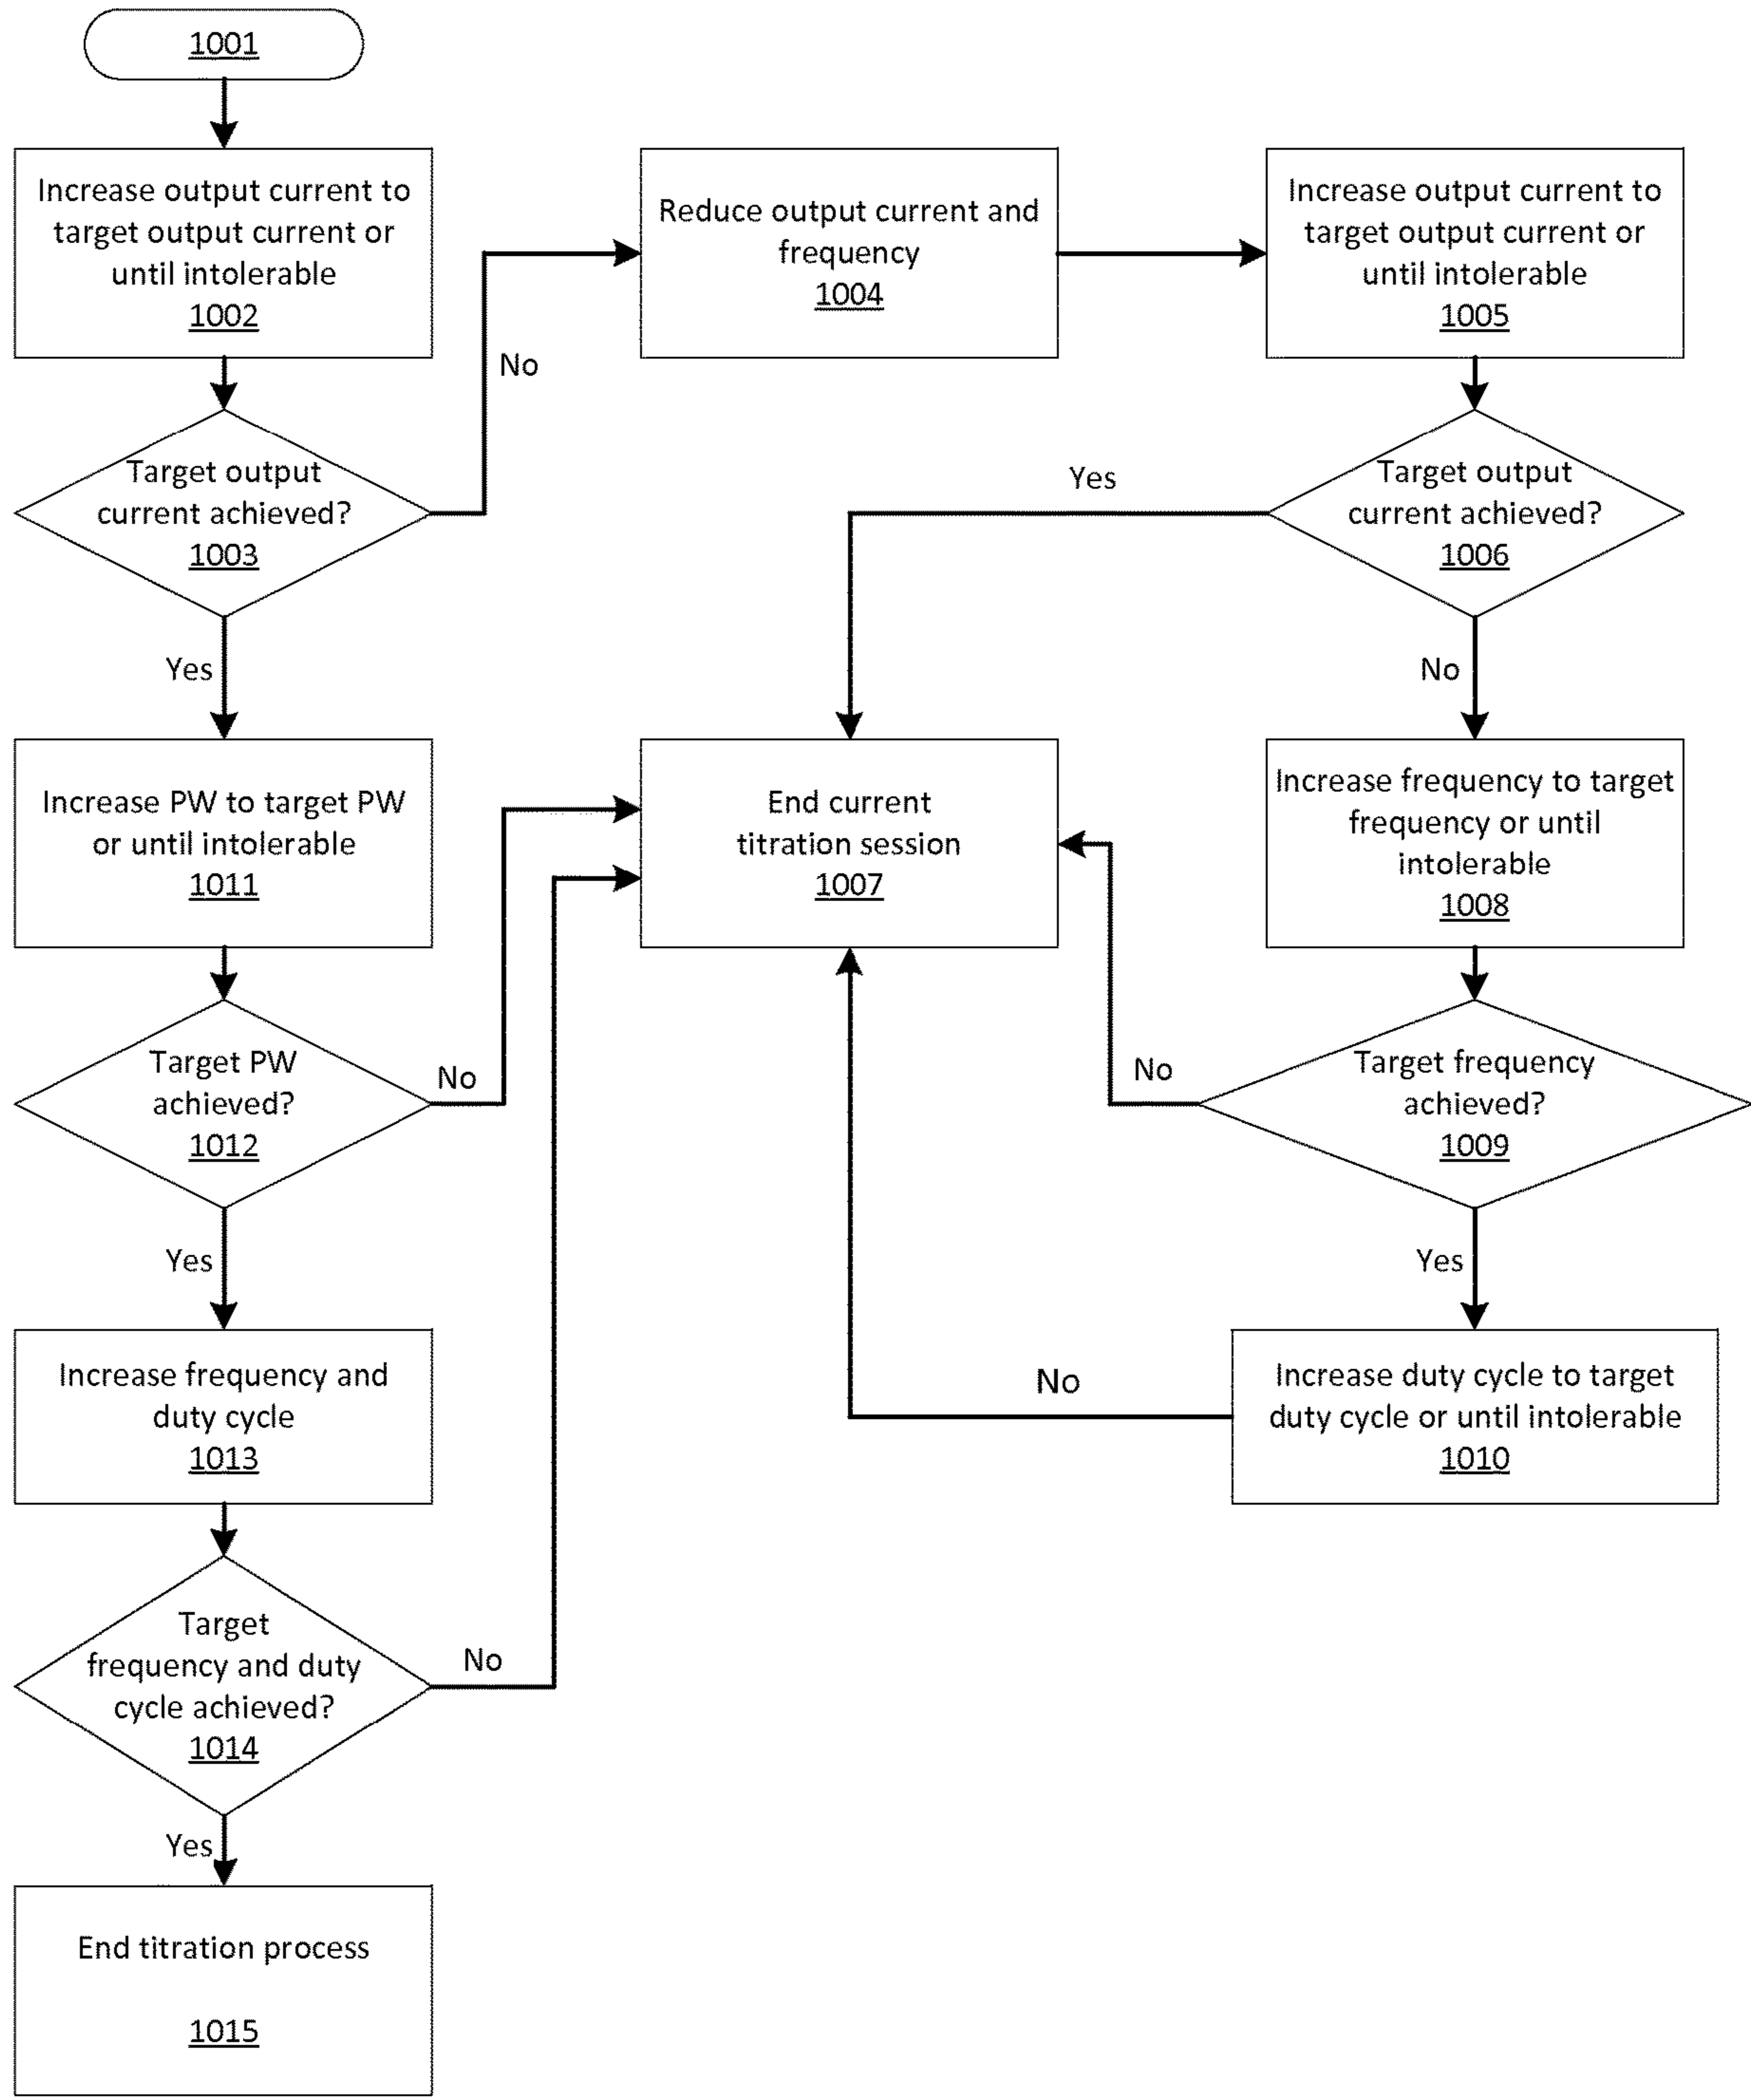 1001
Increase output current to
target output current or
until intolerable
1002
Reduce output current and
frequency
1004
Increase output current to
target output current or
until intolerable
1005
No
Target output
current achieved?
1003
Yes
Target output
current achieved?
1006
Yes
No
Increase PW to target PW
or until intolerable
1011
End current
titration session
1007
Increase frequency to target
frequency or until
intolerable
1008
Target PW
achieved?
1012
No
No
Target frequency
achieved?
1009
Yes
Yes
Increase frequency and
duty cycle
1013
No
Increase duty cycle to target
duty cycle or until intolerable
1010
Target
frequency and duty
cycle achieved?
1014
No
Yes
End titration process
1015